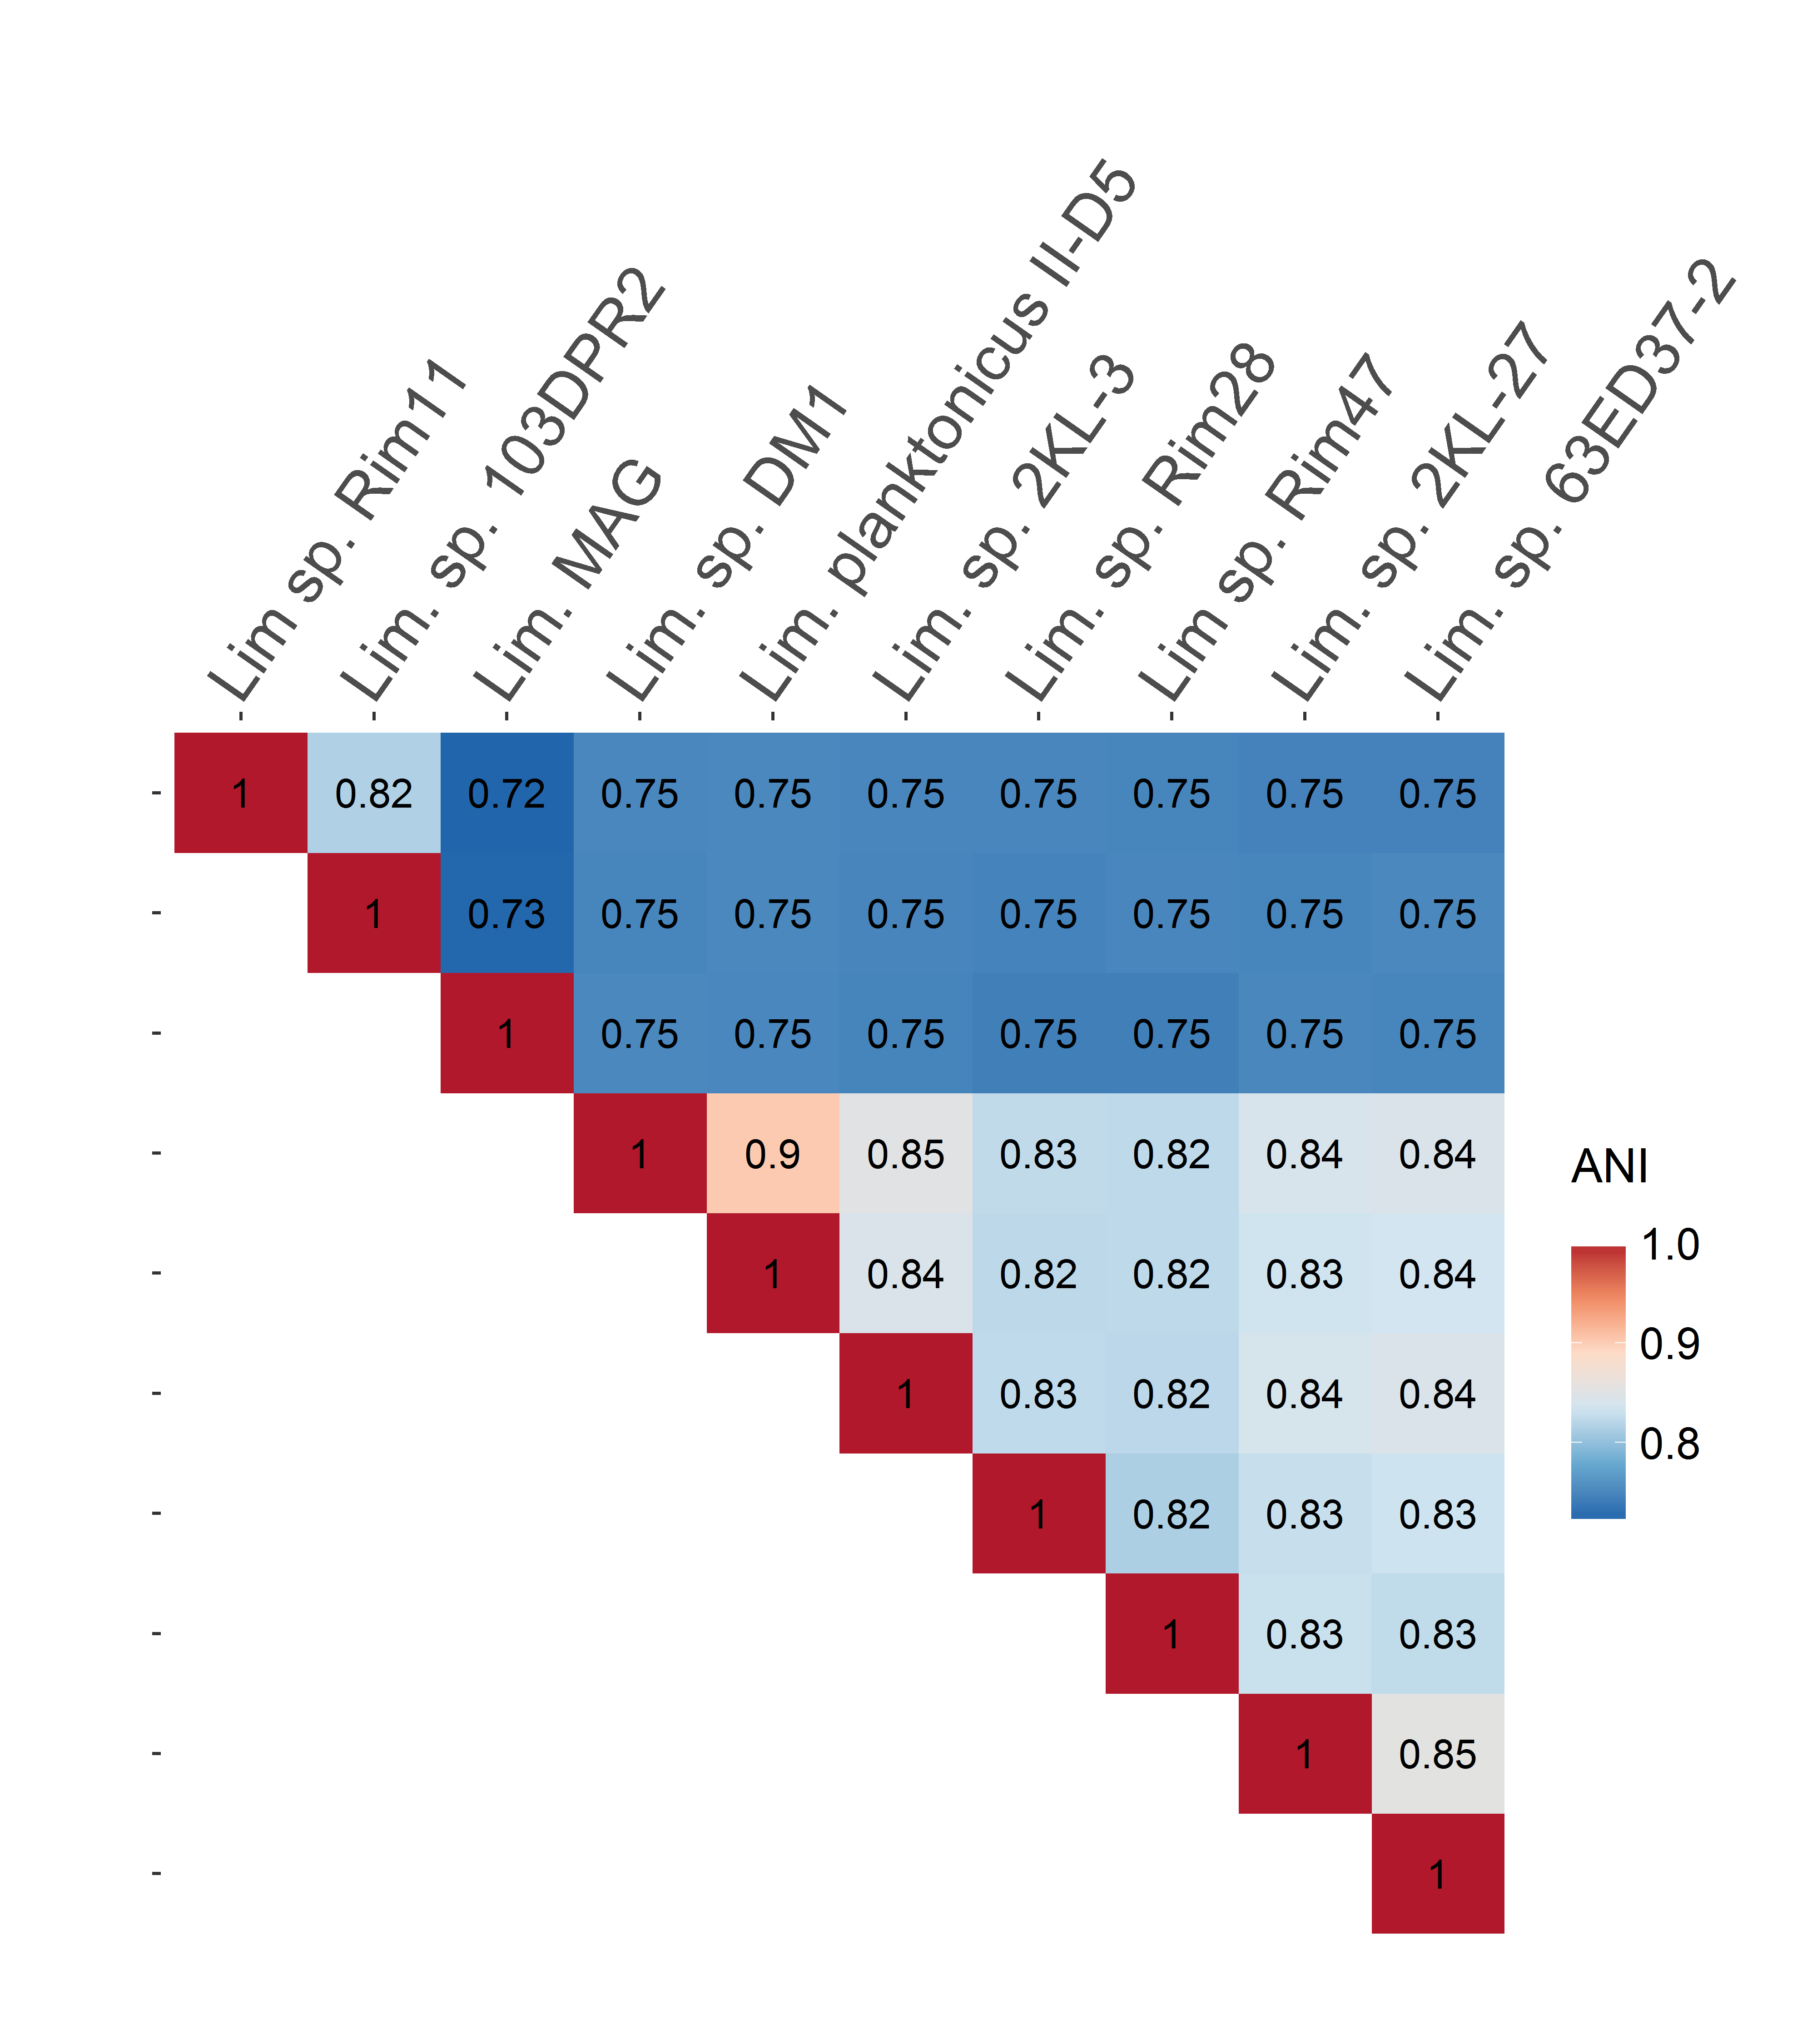 Lim sp. Rim11
Lim. sp. 103DPR2
Lim. MAG
Lim. sp. DM1
Lim. planktonicus II-D5
Lim. sp. 2KL-3
Lim. sp. Rim28
Lim sp. Rim47
Lim. sp. 2KL-27
Lim. sp. 63ED37-2
1 0.82 0.72 0.75 0.75 0.75 0.75 0.75 0.75 0.75
1 0.73 0.75 0.75 0.75 0.75 0.75 0.75 0.75
1 0.75 0.75 0.75 0.75 0.75 0.75 0.75
1 0.9 0.85 0.83 0.82 0.84 0.84
1 0.84 0.82 0.82 0.83 0.84
1 0.83 0.82 0.84 0.84
1 0.82 0.83 0.83
1 0.83 0.83
1 0.85
1
ANI
1.0
0.9
0.8